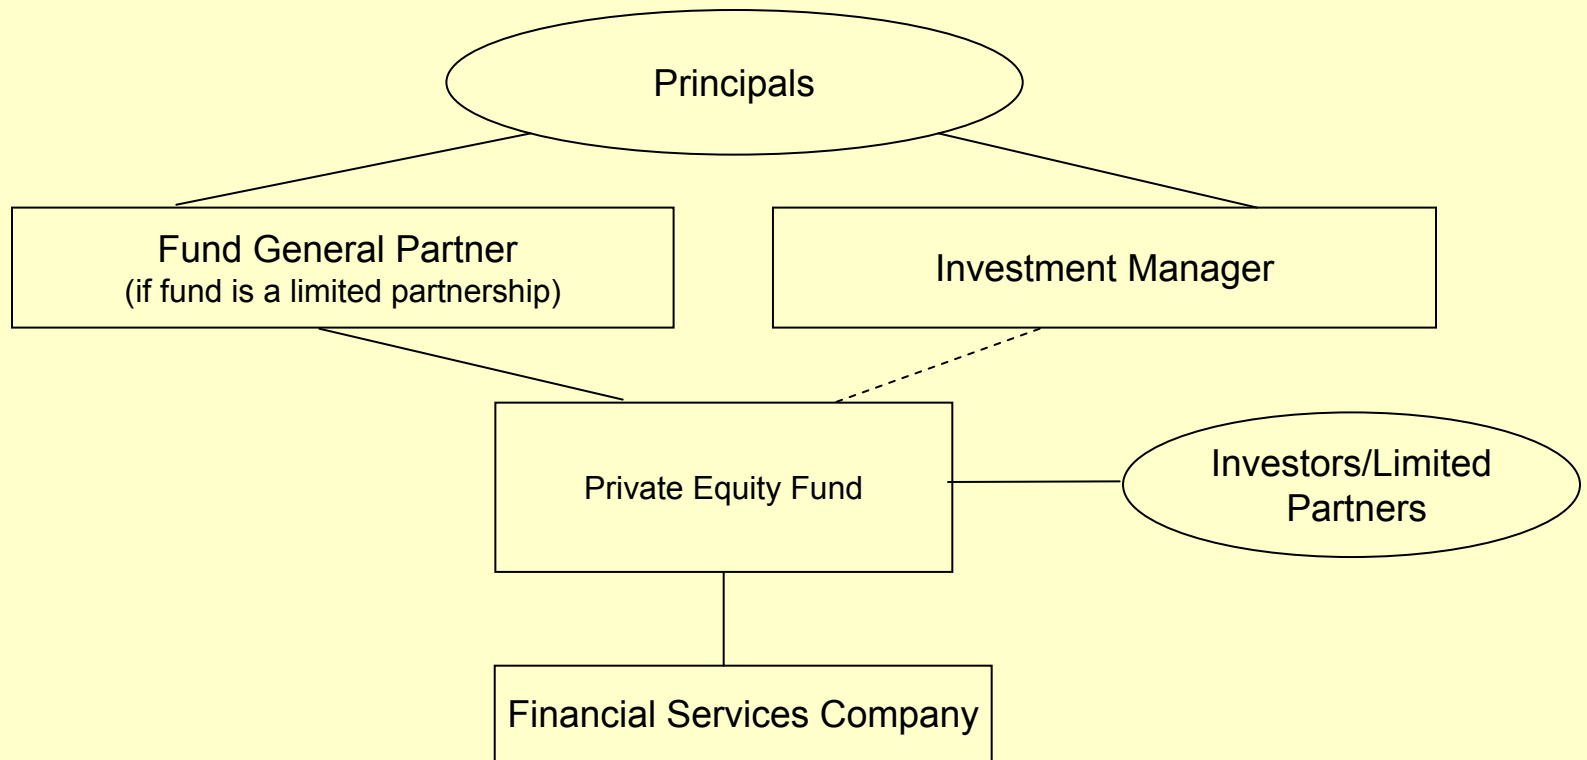 Principals
Fund General Partner
(if fund is a limited partnership)
Investment Manager
Private Equity Fund
Investors/Limited
Partners
Financial Services Company